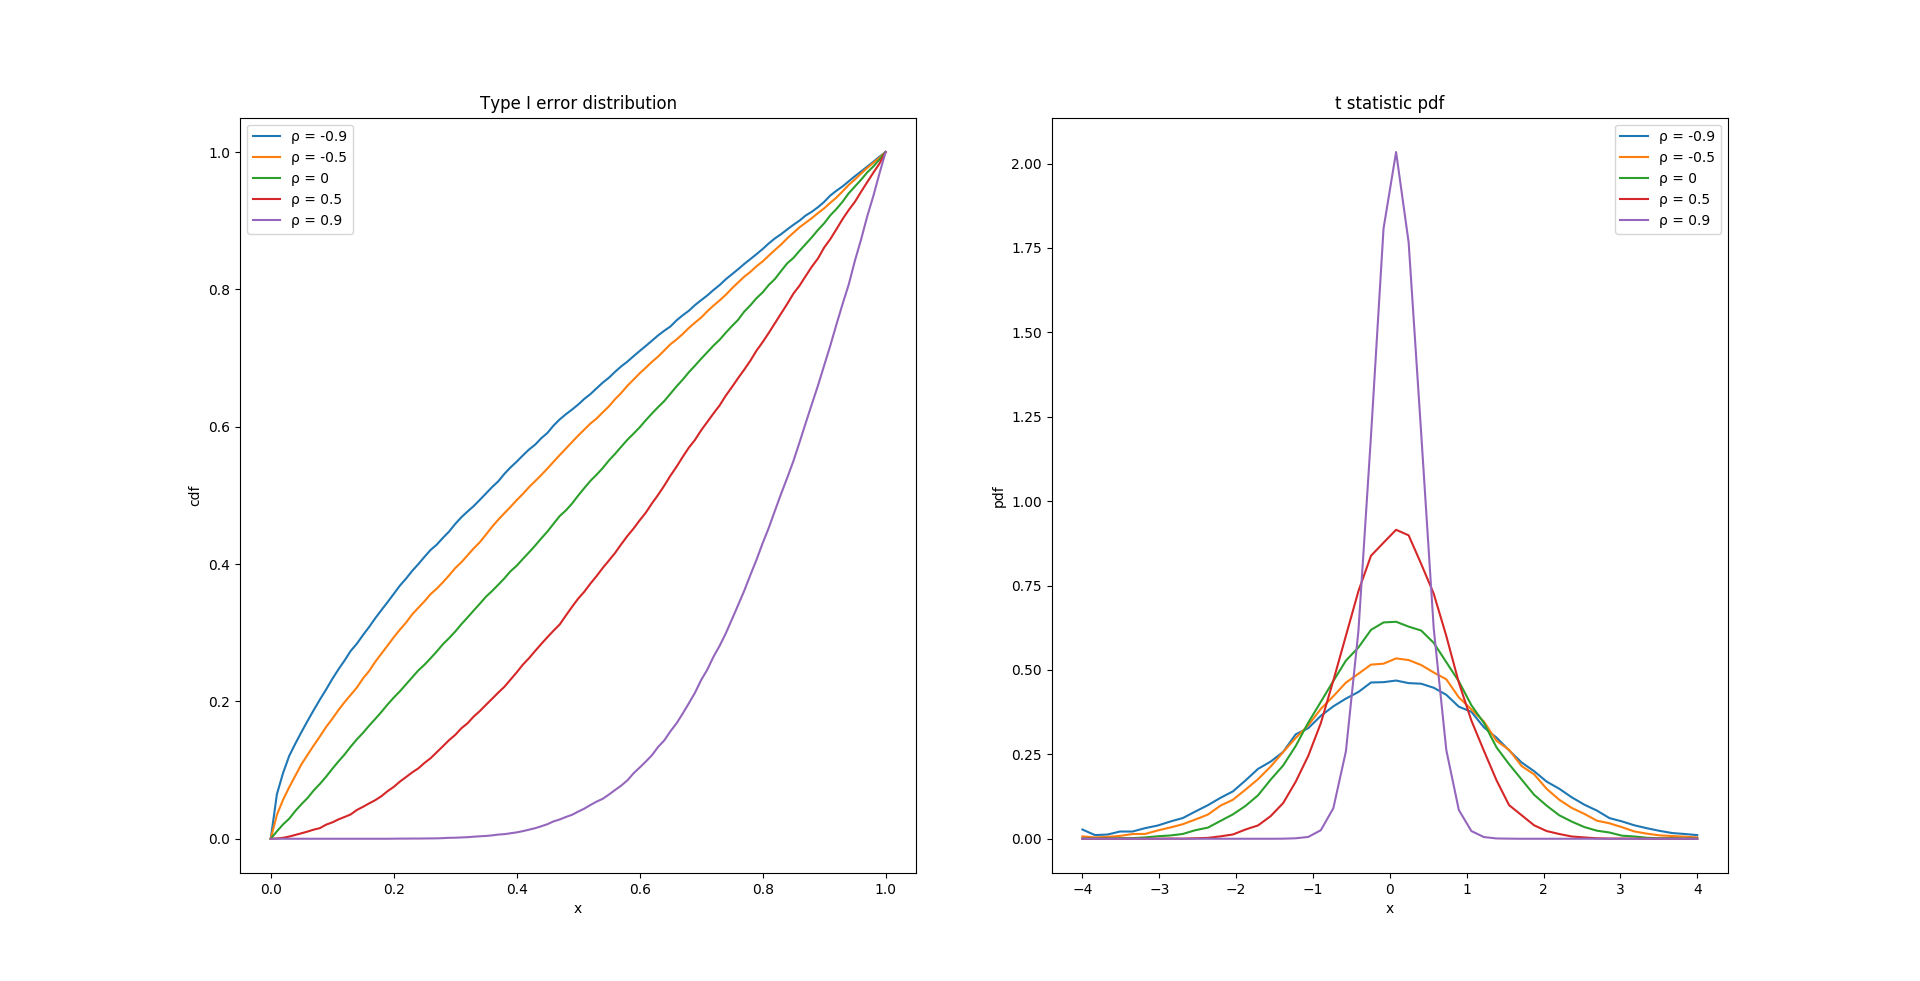 Type I error distribution
ρ = -0.9
ρ = -0.5
ρ = 0
ρ = 0.5
ρ = 0.9
cdf
1.0
0.8
0.6
0.4
0.2
0.0
0.0 0.2 0.4 0.6 0.8 1.0
x
t statistic pdf
ρ = -0.9
ρ = -0.5
ρ = 0
ρ = 0.5
ρ = 0.9
pdf
2.00
1.75
1.50
1.25
1.00
0.75
0.50
0.25
0.00
−4 −3 −2 −1 0 1 2 3 4
x